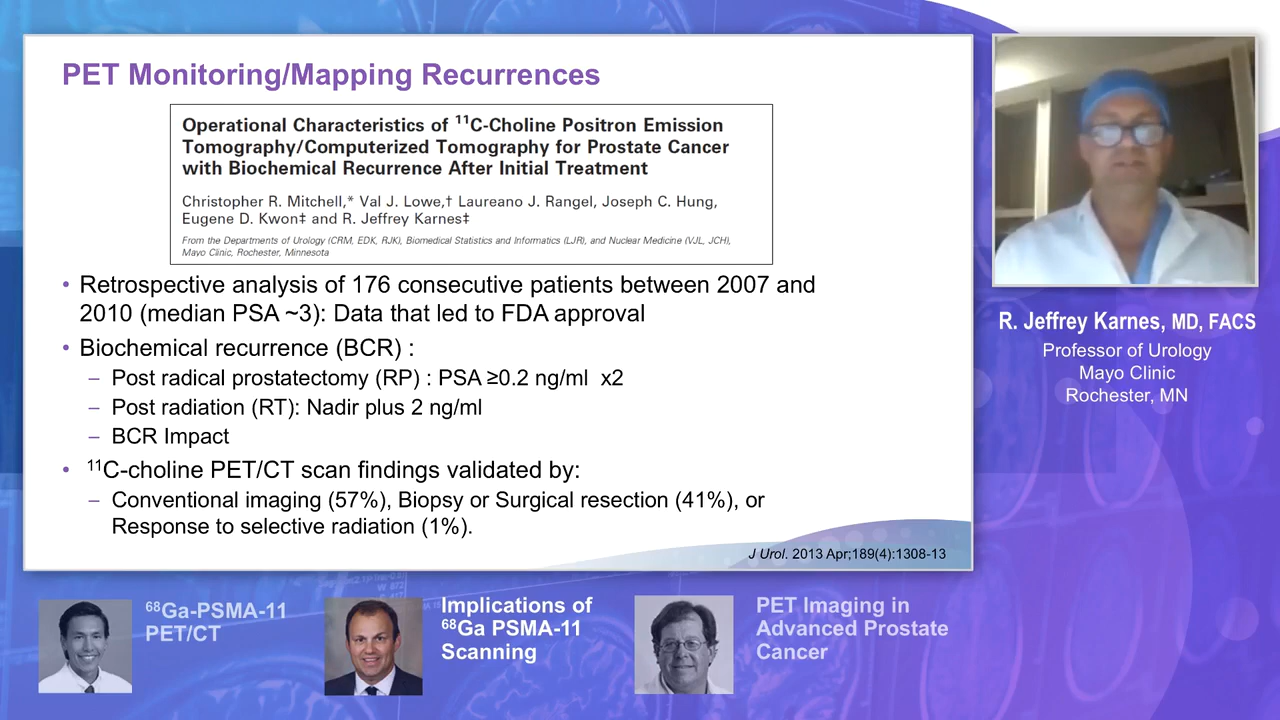 PET Monitoring/Mapping Recurrences
Operational Characteristics of ¹¹C-Choline Positron Emission
Tomography/Computerized Tomography for Prostate Cancer
with Biochemical Recurrence After Initial Treatment
Christopher R. Mitchell,* Val J. Lowe,† Laureano J. Rangel, Joseph C. Hung,
Eugene D. Kwon‡ and R. Jeffrey Karnes‡
From the Departments of Urology (CRM, EDK, RJK), Biomedical Statistics and Informatics (LJR), and Nuclear Medicine (VJL, JCH),
Mayo Clinic, Rochester, Minnesota
• Retrospective analysis of 176 consecutive patients between 2007 and
2010 (median PSA ~3): Data that led to FDA approval
• Biochemical recurrence (BCR) :
– Post radical prostatectomy (RP) : PSA ≥0.2 ng/ml x2
– Post radiation (RT): Nadir plus 2 ng/ml
– BCR Impact
• ¹¹C-choline PET/CT scan findings validated by:
– Conventional imaging (57%), Biopsy or Surgical resection (41%), or
Response to selective radiation (1%).
J Urol. 2013 Apr;189(4):1308-13
R. Jeffrey Karnes, MD, FACS
Professor of Urology
Mayo Clinic
Rochester, MN
⁶⁸Ga-PSMA-11
PET/CT
Implications of
⁶⁸Ga PSMA-11
Scanning
PET Imaging in
Advanced Prostate
Cancer